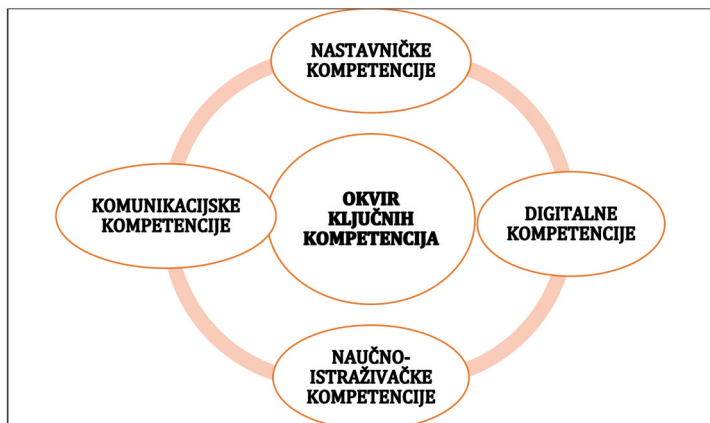 NASTAVNIČKE
KOMPETENCIJE
KOMUNIKACIJSKE
KOMPETENCIJE
OKVIR
KLJUČNIH
KOMPETENCIJA
DIGITALNE
KOMPETENCIJE
NAUČNO-
ISTRAŽIVAČKE
KOMPETENCIJE